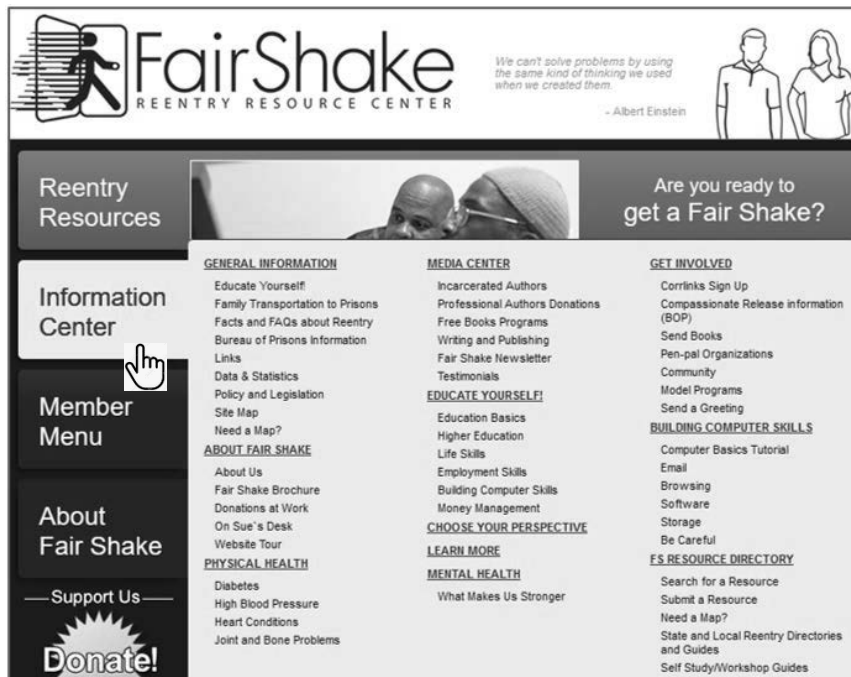 FairShake
REENTRY RESOURCE CENTER
We can't solve problems by using
the same kind of thinking we used
when we created them.
- Albert Einstein
Reentry
Resources
Are you ready to
get a Fair Shake?
Information
Center
Member
Menu
About
Fair Shake
Support Us
Donate!
GENERAL INFORMATION
Educate Yourself!
Family Transportation to Prisons
Facts and FAQs about Reentry
Bureau of Prisons Information
Links
Data & Statistics
Policy and Legislation
Site Map
Need a Map?
ABOUT FAIR SHAKE
About Us
Fair Shake Brochure
Donations at Work
On Sue`s Desk
Website Tour
PHYSICAL HEALTH
Diabetes
High Blood Pressure
Heart Conditions
Joint and Bone Problems
MEDIA CENTER
Incarcerated Authors
Professional Authors Donations
Free Books Programs
Writing and Publishing
Fair Shake Newsletter
Testimonials
EDUCATE YOURSELF!
Education Basics
Higher Education
Life Skills
Employment Skills
Building Computer Skills
Money Management
CHOOSE YOUR PERSPECTIVE
LEARN MORE
MENTAL HEALTH
What Makes Us Stronger
GET INVOLVED
Corrlinks Sign Up
Compassionate Release information
(BOP)
Send Books
Pen-pal Organizations
Community
Model Programs
Send a Greeting
BUILDING COMPUTER SKILLS
Computer Basics Tutorial
Email
Browsing
Software
Storage
Be Careful
FS RESOURCE DIRECTORY
Search for a Resource
Submit a Resource
Need a Map?
State and Local Reentry Directories
and Guides
Self Study/Workshop Guides